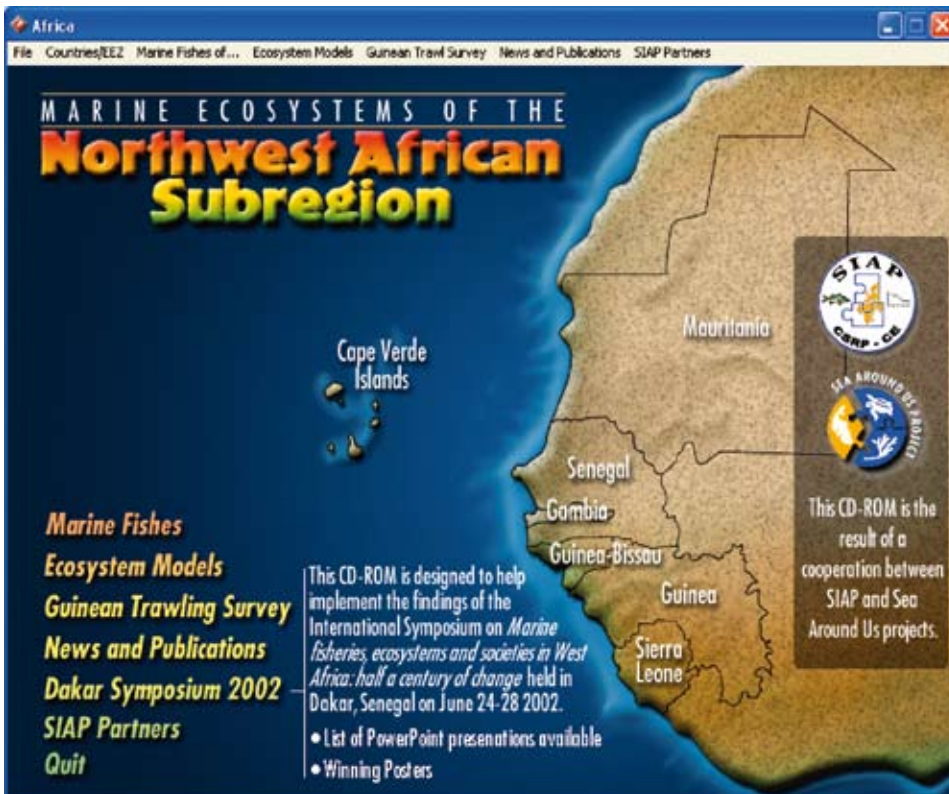 Africa
File Countries/EEZ Marine Fishes of... Ecosystem Models Guinean Trawl Survey News and Publications SIAP Partners
MARINE ECOSYSTEMS OF THE
Northwest African
Subregion
Cape Verde
Islands
Mauritania
Senegal
Gambia
Guinea-Bissau
Guinea
Sierra
Leone
SIAP
CSRP - CE
SEA AROUND US PROJECT
This CD-ROM is the
result of a
cooperation between
SIAP and Sea
Around Us projects.
Marine Fishes
Ecosystem Models
Guinean Trawling Survey
News and Publications
Dakar Symposium 2002
SIAP Partners
Quit
This CD-ROM is designed to help
implement the findings of the
International Symposium on Marine
fisheries, ecosystems and societies in West
Africa: half a century of change held in
Dakar, Senegal on June 24-28 2002.
• List of PowerPoint presenations available
• Winning Posters